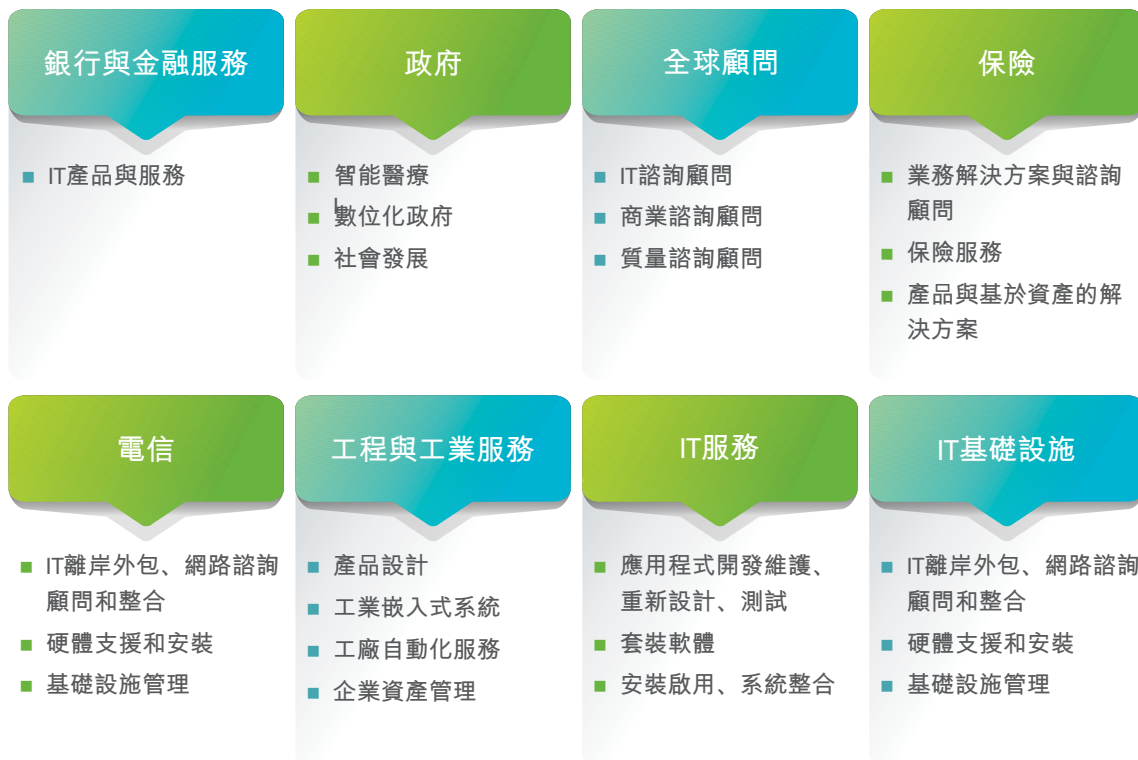 銀行與金融服務
IT產品與服務
政府
智能醫療
數位化政府
社會發展
全球顧問
IT諮詢顧問
商業諮詢顧問
質量諮詢顧問
保險
業務解決方案與諮詢
顧問
保險服務
產品與基於資產的解
決方案
電信
IT離岸外包、網路諮詢
顧問和整合
硬體支援和安裝
基礎設施管理
工程與工業服務
產品設計
工業嵌入式系統
工廠自動化服務
企業資產管理
IT服務
應用程式開發維護、
重新設計、測試
套裝軟體
安裝啟用、系統整合
IT基礎設施
IT離岸外包、網路諮詢
顧問和整合
硬體支援和安裝
基礎設施管理